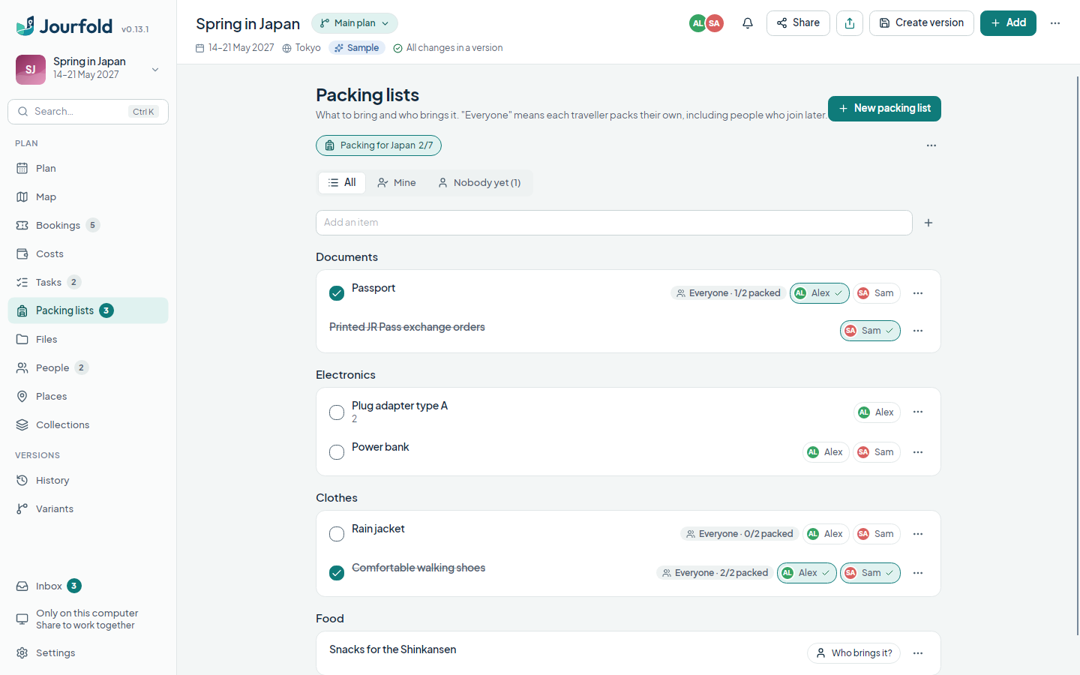 Jourfold v0.13.1
SJ
Spring in Japan
14–21 May 2027
Search... Ctrl K
PLAN
Plan
Map
Bookings 5
Costs
Tasks 2
Packing lists 3
Files
People 2
Places
Collections
VERSIONS
History
Variants
Inbox 3
Only on this computer
Share to work together
Settings
Spring in Japan
Main plan
14–21 May 2027
Tokyo
Sample
All changes in a version
AL
SA
Share
Create version
Add
Packing lists
What to bring and who brings it. "Everyone" means each traveller packs their own, including people who join later.
New packing list
Packing for Japan 2/7
All
Mine
Nobody yet (1)
Add an item
Documents
Passport
Everyone · 1/2 packed
AL Alex
SA Sam
Printed JR Pass exchange orders
SA Sam
Electronics
Plug adapter type A
2
AL Alex
Power bank
AL Alex
SA Sam
Clothes
Rain jacket
Everyone · 0/2 packed
AL Alex
SA Sam
Comfortable walking shoes
Everyone · 2/2 packed
AL Alex
SA Sam
Food
Snacks for the Shinkansen
Who brings it?